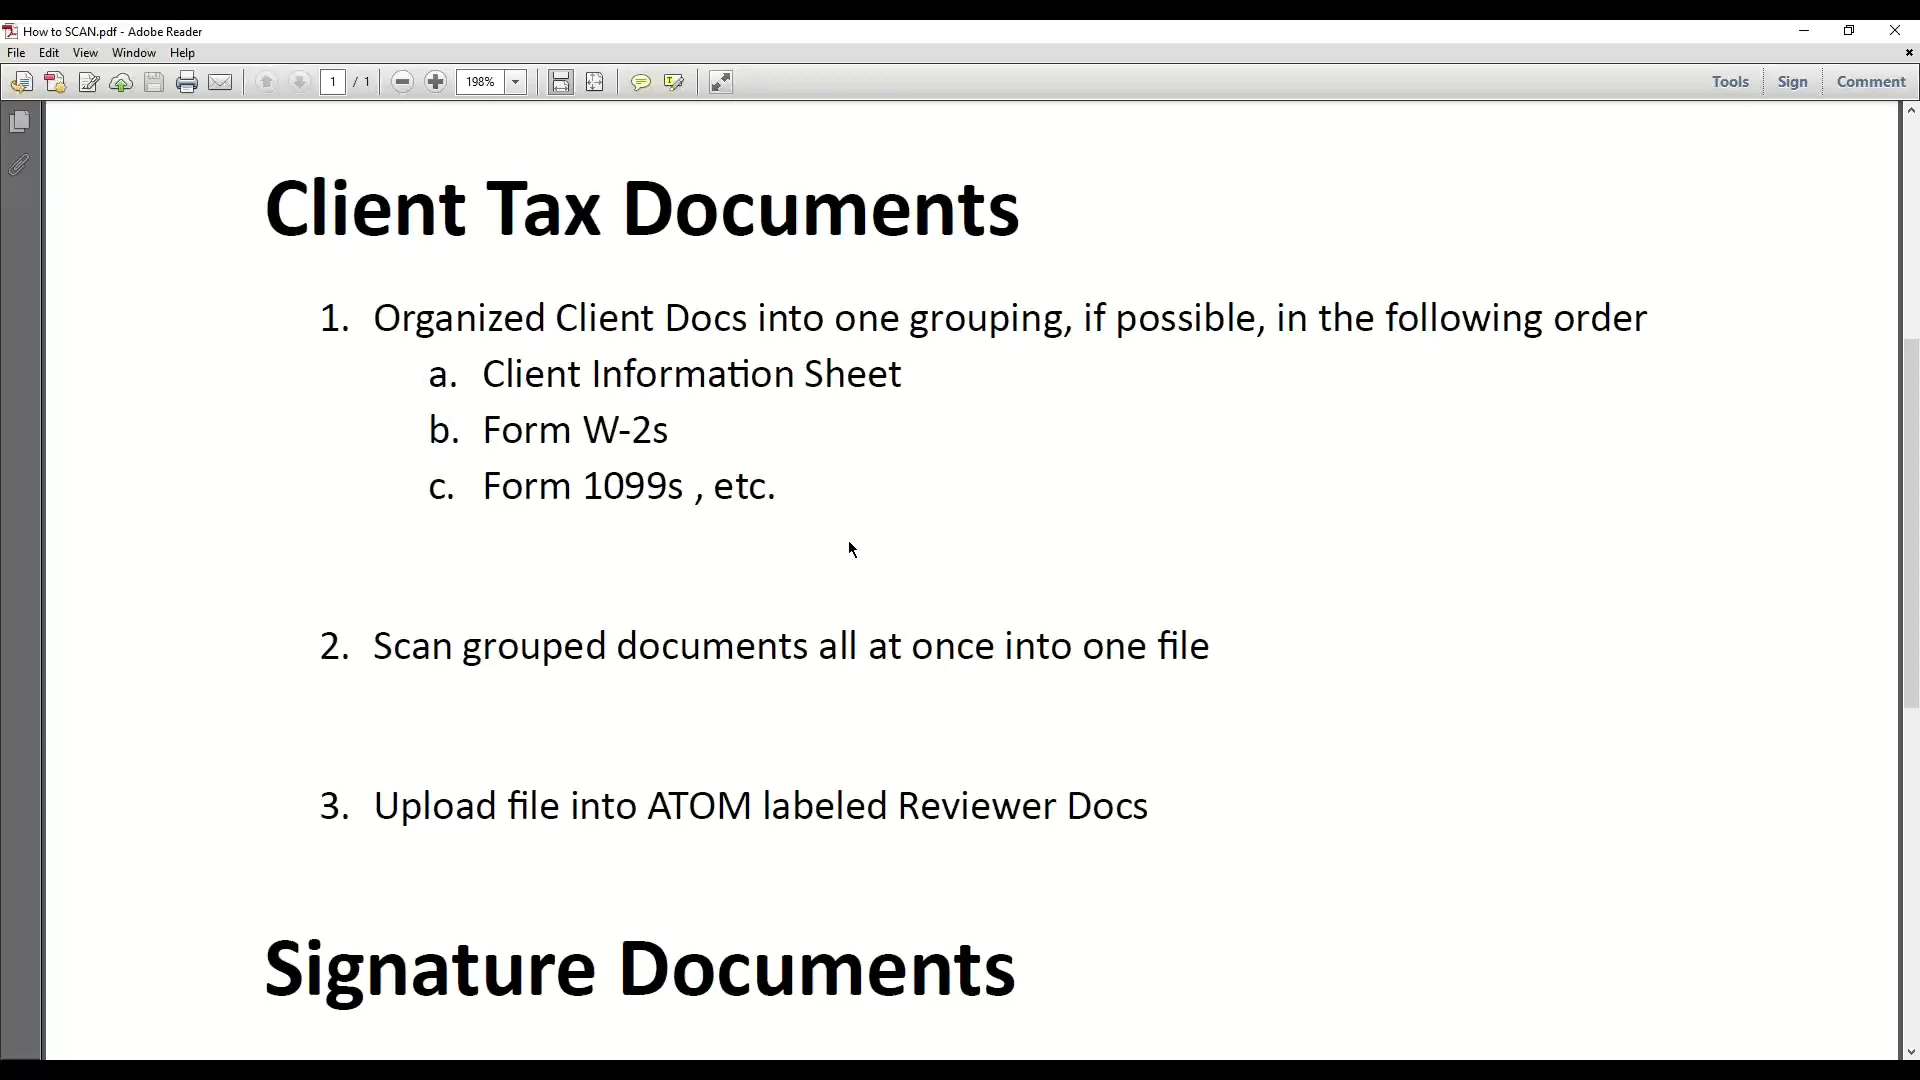 How to SCAN.pdf - Adobe Reader
File Edit View Window Help
1 / 1 198% Tools Sign Comment
Client Tax Documents
1. Organized Client Docs into one grouping, if possible, in the following order
a. Client Information Sheet
b. Form W-2s
c. Form 1099s , etc.
2. Scan grouped documents all at once into one file
3. Upload file into ATOM labeled Reviewer Docs
Signature Documents